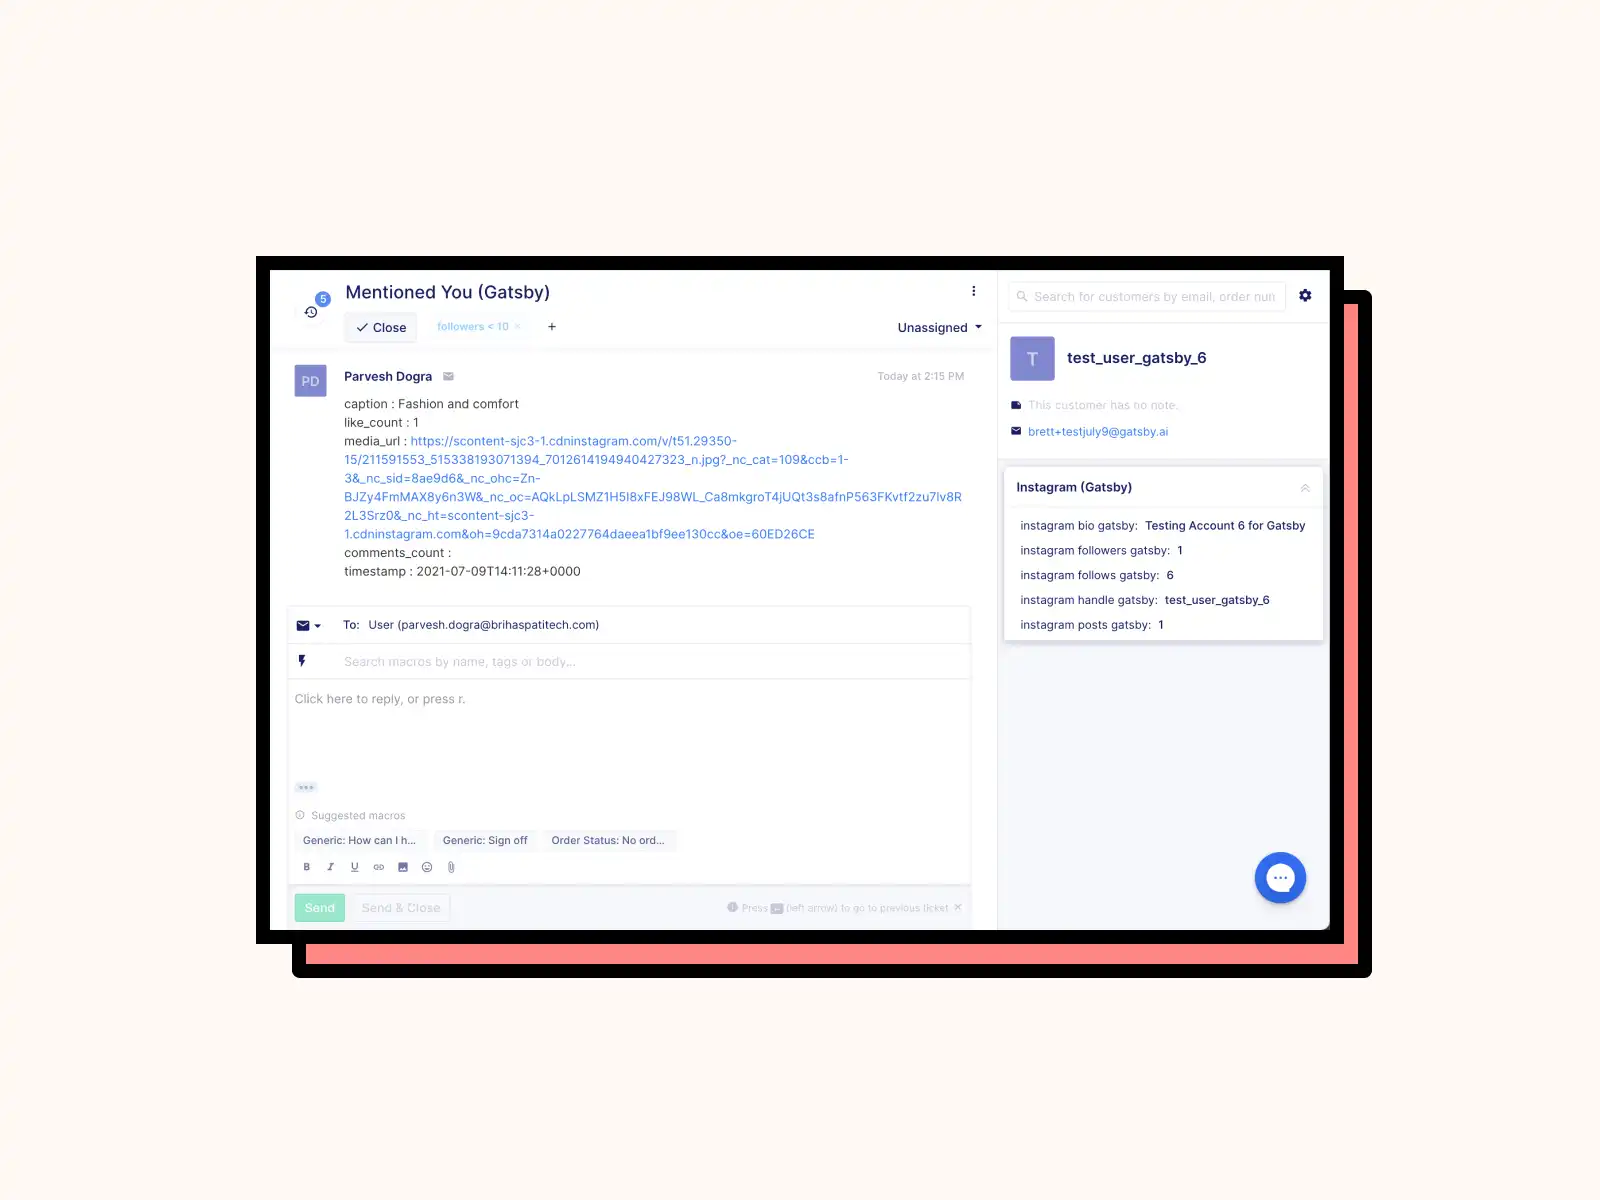 5
Mentioned You (Gatsby)
Close
followers < 10 ×
+
Unassigned
PD
Parvesh Dogra
Today at 2:15 PM
caption : Fashion and comfort
like_count : 1
media_url : https://scontent-sjc3-1.cdninstagram.com/v/t51.29350-
15/211591553_515338193071394_7012614194940427323_n.jpg?_nc_cat=109&ccb=1-
3&_nc_sid=8ae9d6&_nc_ohc=Zn-
BJZy4FmMAX8y6n3W&_nc_oc=AQkLpLSMZ1H5I8xFEJ98WL_Ca8mkgroT4jUQt3s8afnP563FKvtf2zu7lv8R
2L3Srz0&_nc_ht=scontent-sjc3-
1.cdninstagram.com&oh=9cda7314a0227764daeea1bf9ee130cc&oe=60ED26CE
comments_count :
timestamp : 2021-07-09T14:11:28+0000
To: User (parvesh.dogra@brihaspatitech.com)
Search macros by name, tags or body...
Click here to reply, or press r.
Suggested macros
Generic: How can I h...
Generic: Sign off
Order Status: No ord...
B I U
Send
Send & Close
Press (left arrow) to go to previous ticket ×
Search for customers by email, order num
T
test_user_gatsby_6
This customer has no note.
brett+testjuly9@gatsby.ai
Instagram (Gatsby)
instagram bio gatsby: Testing Account 6 for Gatsby
instagram followers gatsby: 1
instagram follows gatsby: 6
instagram handle gatsby: test_user_gatsby_6
instagram posts gatsby: 1